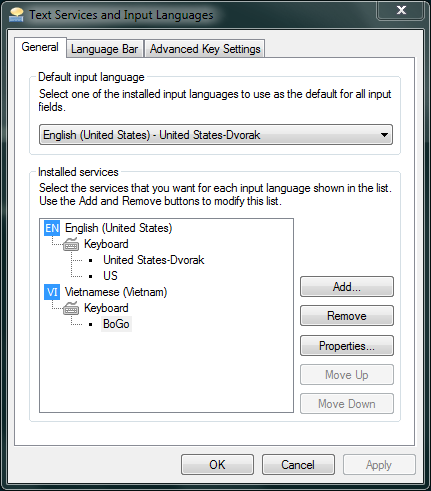 Text Services and Input Languages
General
Language Bar
Advanced Key Settings
Default input language
Select one of the installed input languages to use as the default for all input
fields.
English (United States) - United States-Dvorak
Installed services
Select the services that you want for each input language shown in the list.
Use the Add and Remove buttons to modify this list.
EN English (United States)
Keyboard
United States-Dvorak
US
VI Vietnamese (Vietnam)
Keyboard
BoGo
Add...
Remove
Properties...
Move Up
Move Down
OK
Cancel
Apply